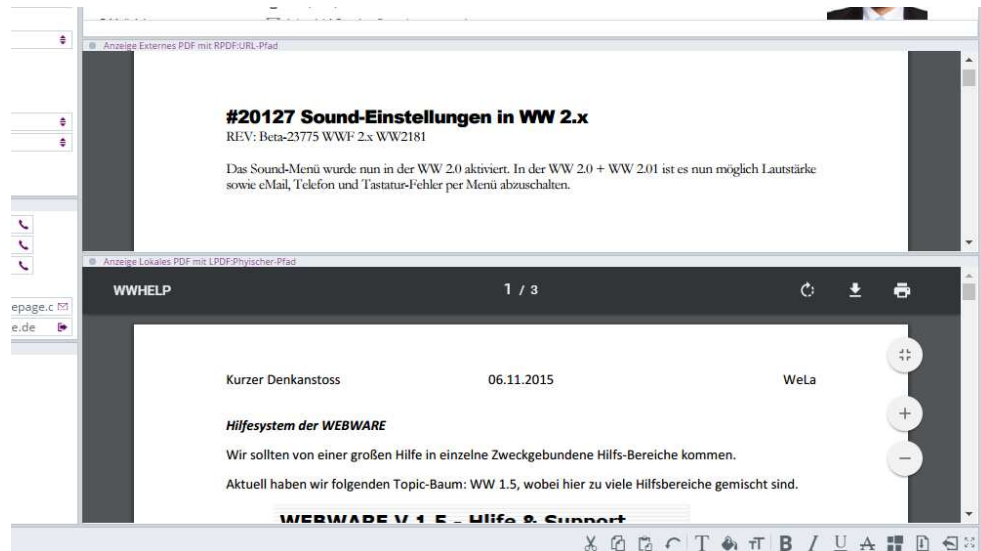 Anzeige Externes PDF mit RPDF:URL-Pfad
#20127 Sound-Einstellungen in WW 2.x
REV: Beta-23775 WWF 2.x WW2181
Das Sound-Menü wurde nun in der WW 2.0 aktiviert. In der WW 2.0 + WW 2.01 ist es nun möglich Lautstärke
sowie eMail, Telefon und Tastatur-Fehler per Menü abzuschalten.
Anzeige Lokales PDF mit LPDF:Phyischer-Pfad
WWHELP 1 / 3
epage.c
e.de
Kurzer Denkanstoss 06.11.2015 WeLa
Hilfesystem der WEBWARE
Wir sollten von einer großen Hilfe in einzelne Zweckgebundene Hilfs-Bereiche kommen.
Aktuell haben wir folgenden Topic-Baum: WW 1.5, wobei hier zu viele Hilfsbereiche gemischt sind.
WEBWARE V 1.5 - Hlife & Support